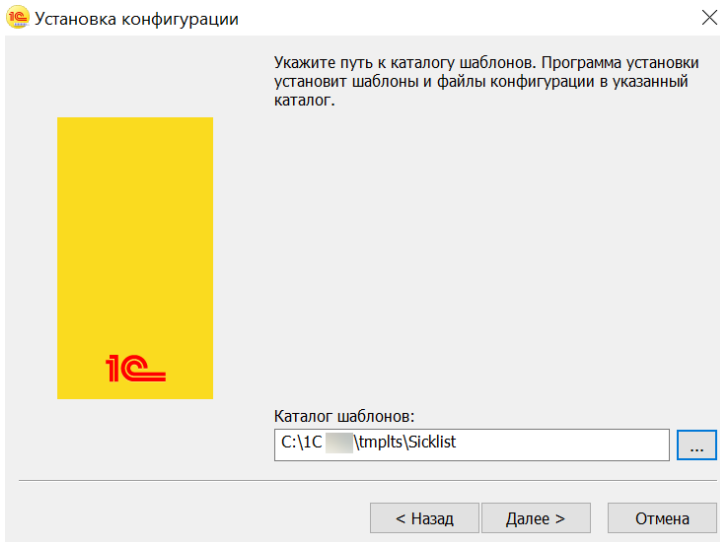 1С Установка конфигурации
Укажите путь к каталогу шаблонов. Программа установки
установит шаблоны и файлы конфигурации в указанный
каталог.
1С
Каталог шаблонов:
C:\1C \tmplts\Sicklist
...
< Назад
Далее >
Отмена